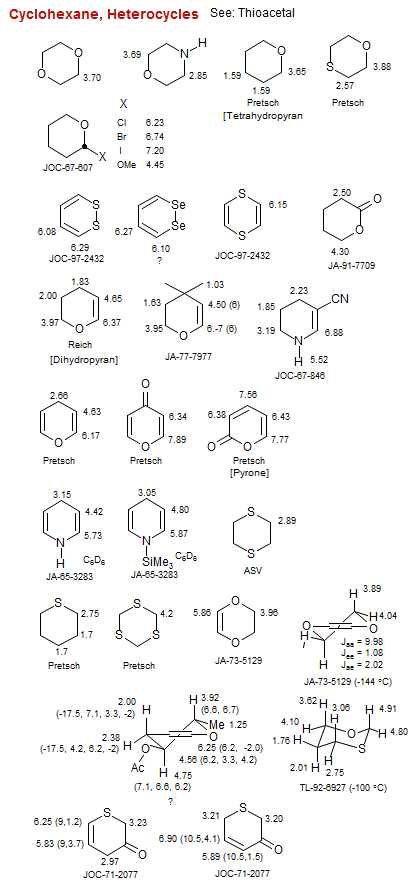 Cyclohexane, Heterocycles See: Thioacetal
O O 3.70
3.69 N H O 2.85
O 1.59 3.65 1.59
Pretsch
[Tetrahydropyran
O S 3.88 2.57
Pretsch
X
O X
Cl 6.23
Br 6.74
I 7.20
OMe 4.45
JOC-67-607
S S 6.08 6.29
JOC-97-2432
Se Se 6.27 6.10
?
S S 6.15
JOC-97-2432
2.50 O O 4.30
JA-91-7709
1.83 2.00 4.65 3.97 O 6.37
Reich
[Dihydropyran]
1.03 1.63 4.50 (6) 3.95 O 6.-7 (6)
JA-77-7977
2.23 CN 1.85 3.19 N 6.88 H 5.52
JOC-67-846
2.66 4.63 O 6.17
Pretsch
O 6.34 O 7.89
Pretsch
7.56 6.38 6.43 O O 7.77
Pretsch
[Pyrone]
3.15 4.42 5.73 N H C6D6
JA-65-3283
3.05 4.80 5.87 N SiMe3 C6D6
JA-65-3283
S S 2.89
ASV
S 2.75 1.7 1.7
Pretsch
S S S 4.2
Pretsch
5.86 O O 3.96
JA-73-5129
3.89 H H 4.04 O O H H
Jaa = 9.98
Jee = 1.08
Jae = 2.02
JA-73-5129 (-144 °C)
2.00
(-17.5, 7.1, 3.3, -2) H
2.38 H
(-17.5, 4.2, 6.2, -2)
H 3.92
(6.6, 6.7)
Me 1.25
O O
6.25 (6.2, -2.0)
4.56 (6.2, 3.3, 4.2)
Ac H 4.75
(7.1, 6.6, 6.2)
?
3.62 H H 3.06 H 4.91
4.10 H O H 4.80
1.76 H S
2.01 H H 2.75
TL-92-6927 (-100 °C)
S 6.25 (9,1.2) 3.23
5.83 (9,3.7) O
2.97
JOC-71-2077
S 3.21 3.20
6.90 (10.5,4.1) O
5.89 (10.5,1.5)
JOC-71-2077